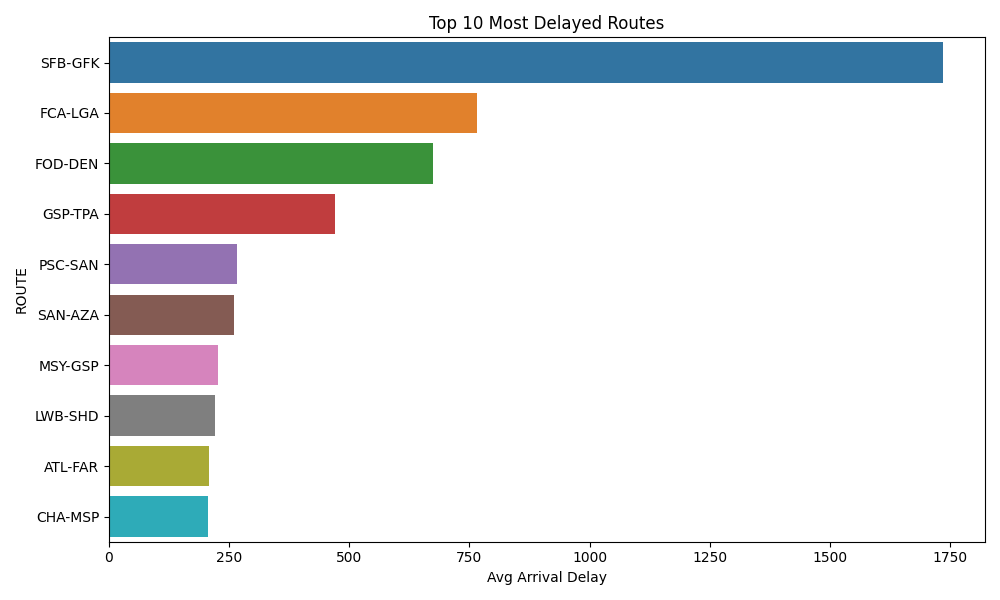 Top 10 Most Delayed Routes
ROUTE
SFB-GFK
FCA-LGA
FOD-DEN
GSP-TPA
PSC-SAN
SAN-AZA
MSY-GSP
LWB-SHD
ATL-FAR
CHA-MSP
0 250 500 750 1000 1250 1500 1750
Avg Arrival Delay